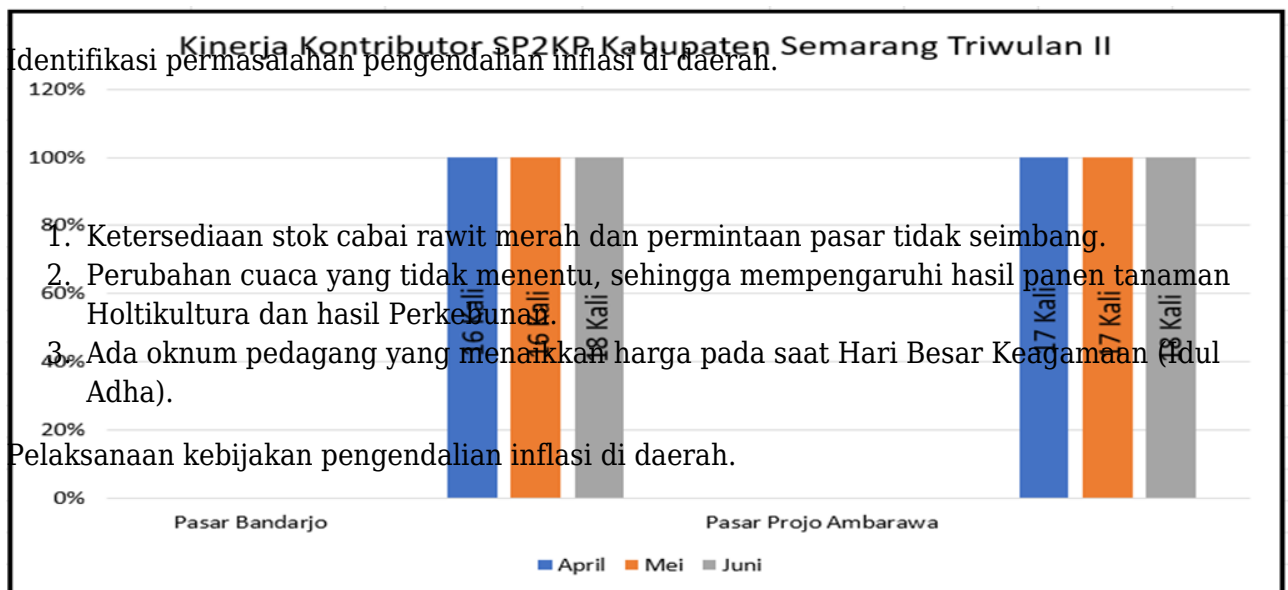 Kinerja Kontributor SP2KP Kabupaten Semarang Triwulan II
Identifikasi permasalahan pengendalian inflasi di daerah.
120%
100%
80%
60%
40%
20%
0%
1. Ketersediaan stok cabai rawit merah dan permintaan pasar tidak seimbang.
2. Perubahan cuaca yang tidak menentu, sehingga mempengaruhi hasil panen tanaman
Holtikultura dan hasil Perkebunan.
3. Ada oknum pedagang yang menaikkan harga pada saat Hari Besar Keagamaan (Idul
Adha).
Pelaksanaan kebijakan pengendalian inflasi di daerah.
16 Kali
16 Kali
18 Kali
17 Kali
17 Kali
18 Kali
Pasar Bandarjo
Pasar Projo Ambarawa
April Mei Juni